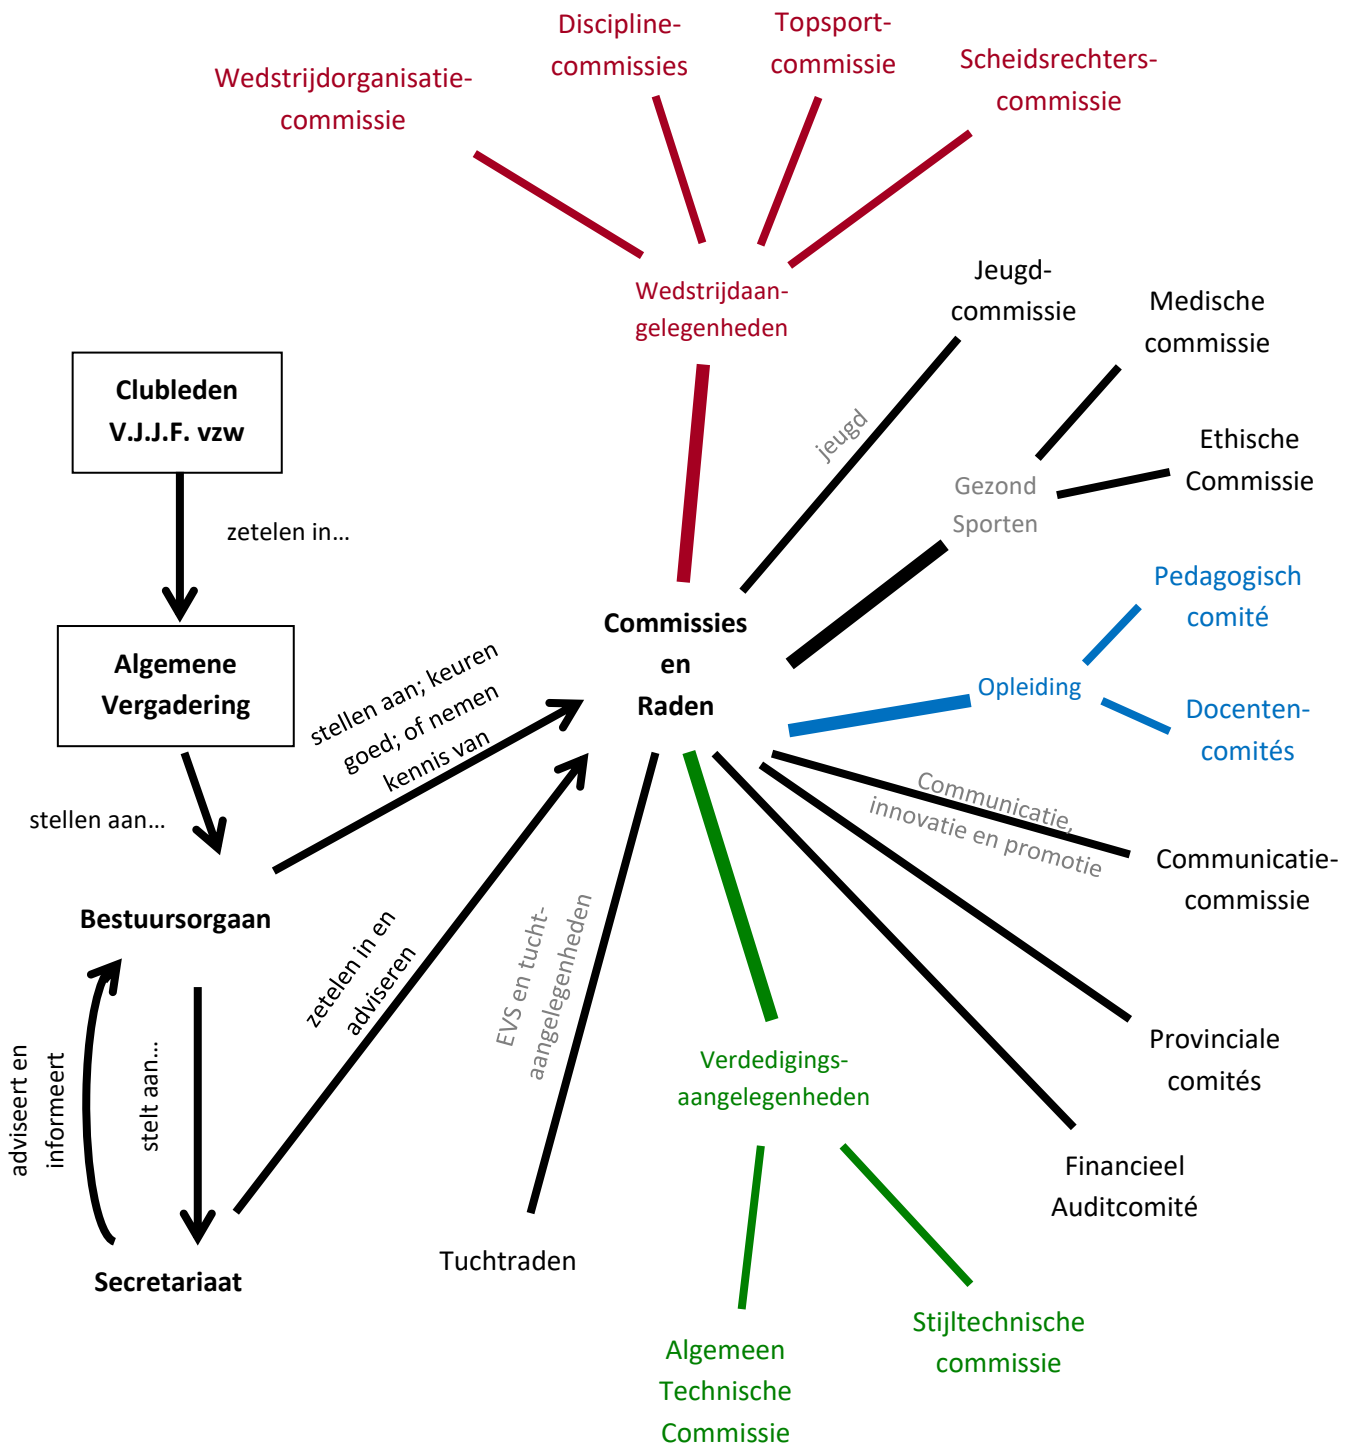 Discipline-
commissies
Topsport-
commissie
Wedstrijdorganisatie-
commissie
Scheidsrechters-
commissie
Wedstrijdaan-
gelegenheden
Jeugd-
commissie
Medische
commissie
jeugd
Clubleden
V.J.J.F. vzw
Ethische
Commissie
Gezond
Sporten
zetelen in...
Pedagogisch
comité
Commissies
en
Raden
Algemene
Vergadering
Opleiding
Docenten-
comités
stellen aan; keuren
goed; of nemen
kennis van
stellen aan...
Communicatie,
innovatie en promotie
Communicatie-
commissie
Bestuursorgaan
zetelen in en
adviseren
EVS en tucht-
aangelegenheden
adviseert en
informeert
stelt aan...
Verdedigings-
aangelegenheden
Provinciale
comités
Financieel
Auditcomité
Tuchtraden
Secretariaat
Stijltechnische
commissie
Algemeen
Technische
Commissie